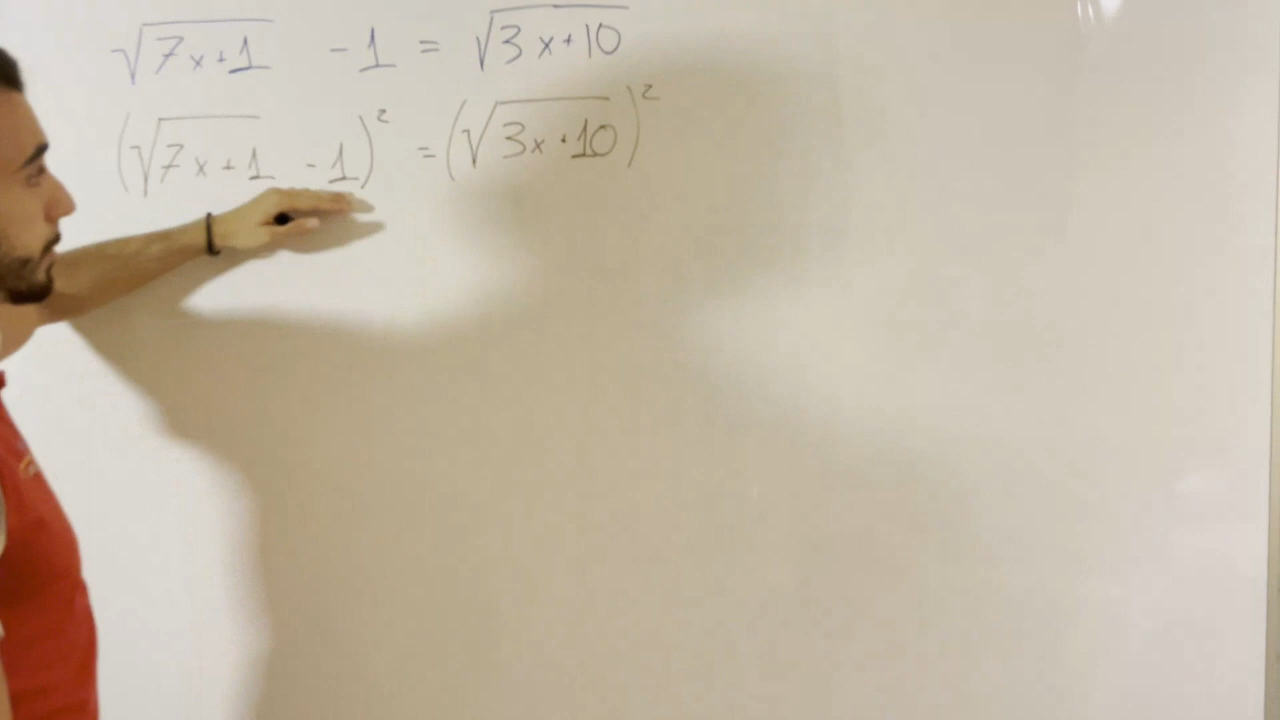 √(7x+1) -1 = √(3x+10)
(√(7x+1) -1)² = (√(3x+10))²